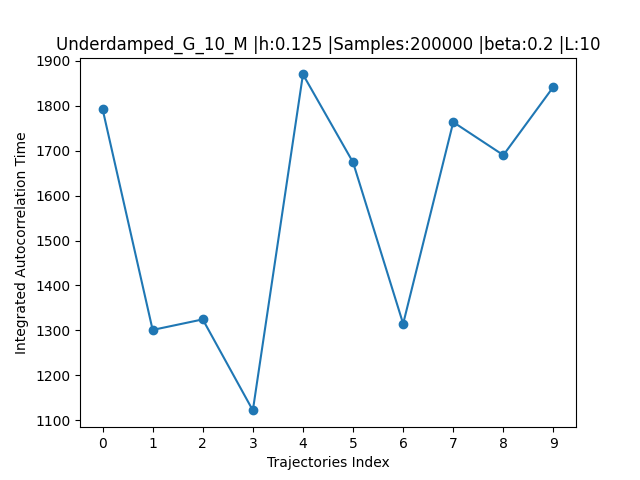 Underdamped_G_10_M |h:0.125 |Samples:200000 |beta:0.2 |L:10
Integrated Autocorrelation Time
1900
1800
1700
1600
1500
1400
1300
1200
1100
0 1 2 3 4 5 6 7 8 9
Trajectories Index